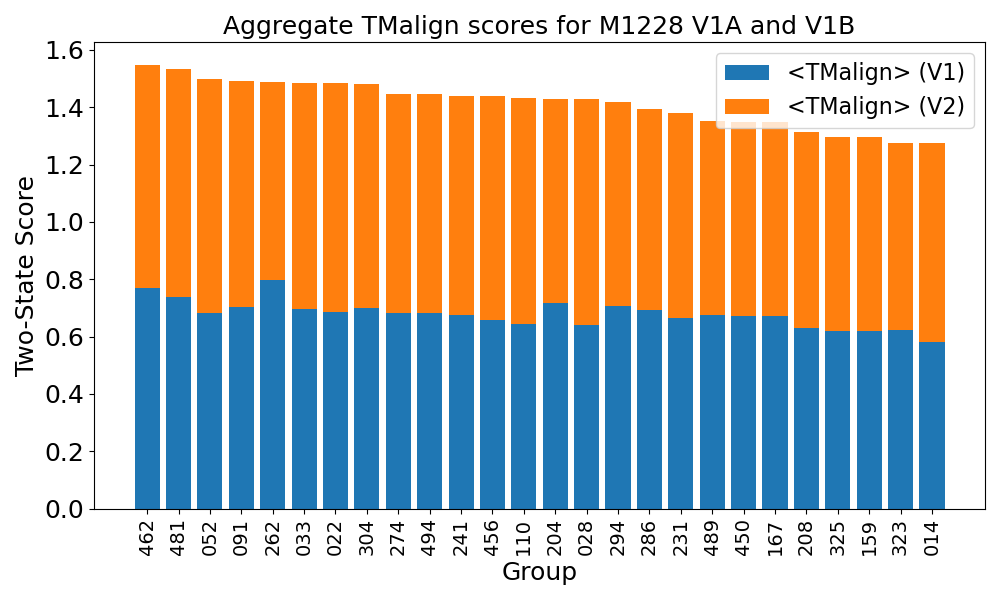 Aggregate TMalign scores for M1228 V1A and V1B
<TMalign> (V1)
<TMalign> (V2)
Two-State Score
1.6
1.4
1.2
1.0
0.8
0.6
0.4
0.2
0.0
462 481 052 091 262 033 022 304 274 494 241 456 110 204 028 294 286 231 489 450 167 208 325 159 323 014
Group